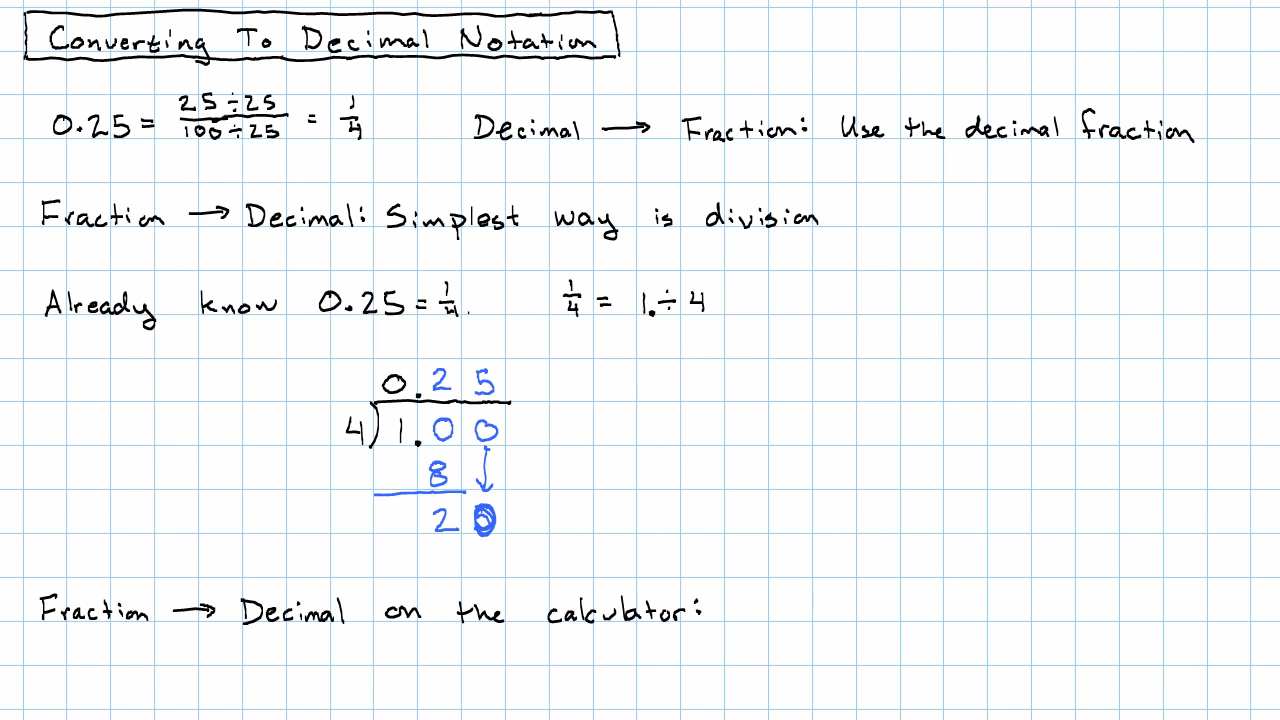 Converting To Decimal Notation
0.25 = 25÷25/100÷25 = 1/4 Decimal → Fraction: Use the decimal fraction
Fraction → Decimal: Simplest way is division
Already know 0.25 = 1/4. 1/4 = 1.÷4
0.25
4)1.00
8↓
20
Fraction → Decimal on the calculator: